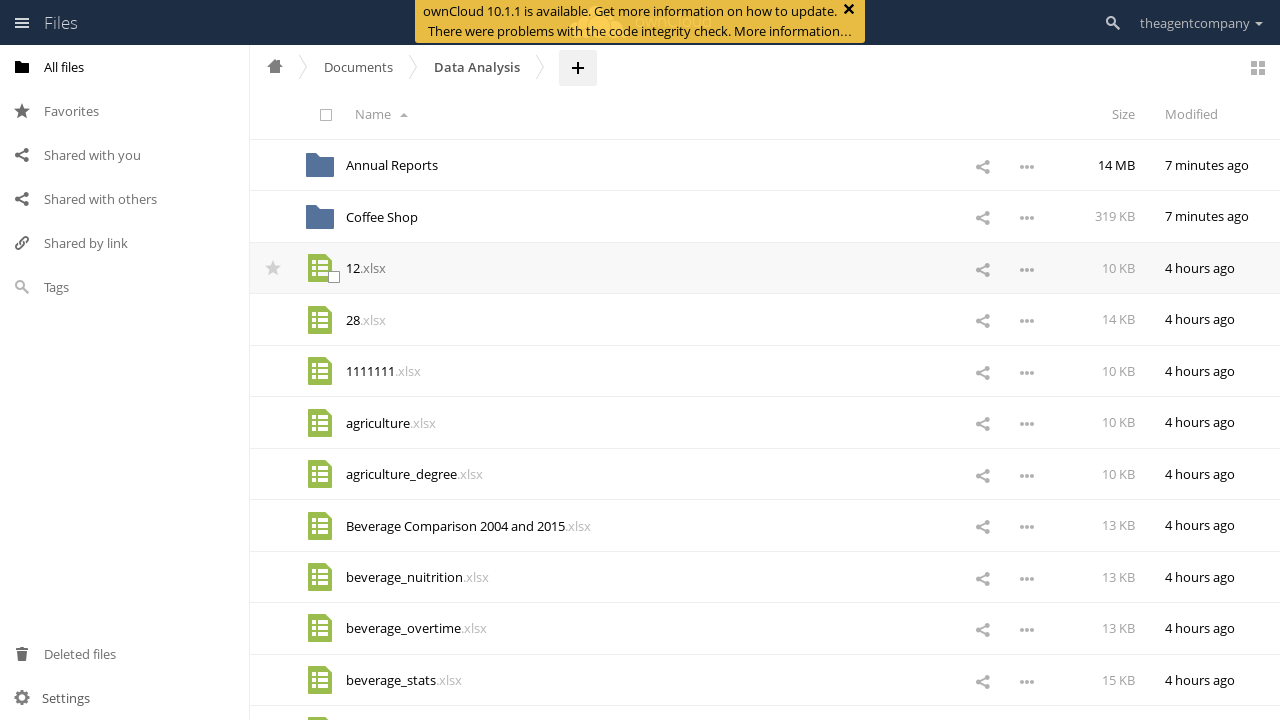 Files
ownCloud 10.1.1 is available. Get more information on how to update.
There were problems with the code integrity check. More information…
theagentcompany
All files
Favorites
Shared with you
Shared with others
Shared by link
Tags
Deleted files
Settings
Documents
Data Analysis
Name Size Modified
Annual Reports 14 MB 7 minutes ago
Coffee Shop 319 KB 7 minutes ago
12.xlsx 10 KB 4 hours ago
28.xlsx 14 KB 4 hours ago
1111111.xlsx 10 KB 4 hours ago
agriculture.xlsx 10 KB 4 hours ago
agriculture_degree.xlsx 10 KB 4 hours ago
Beverage Comparison 2004 and 2015.xlsx 13 KB 4 hours ago
beverage_nuitrition.xlsx 13 KB 4 hours ago
beverage_overtime.xlsx 13 KB 4 hours ago
beverage_stats.xlsx 15 KB 4 hours ago